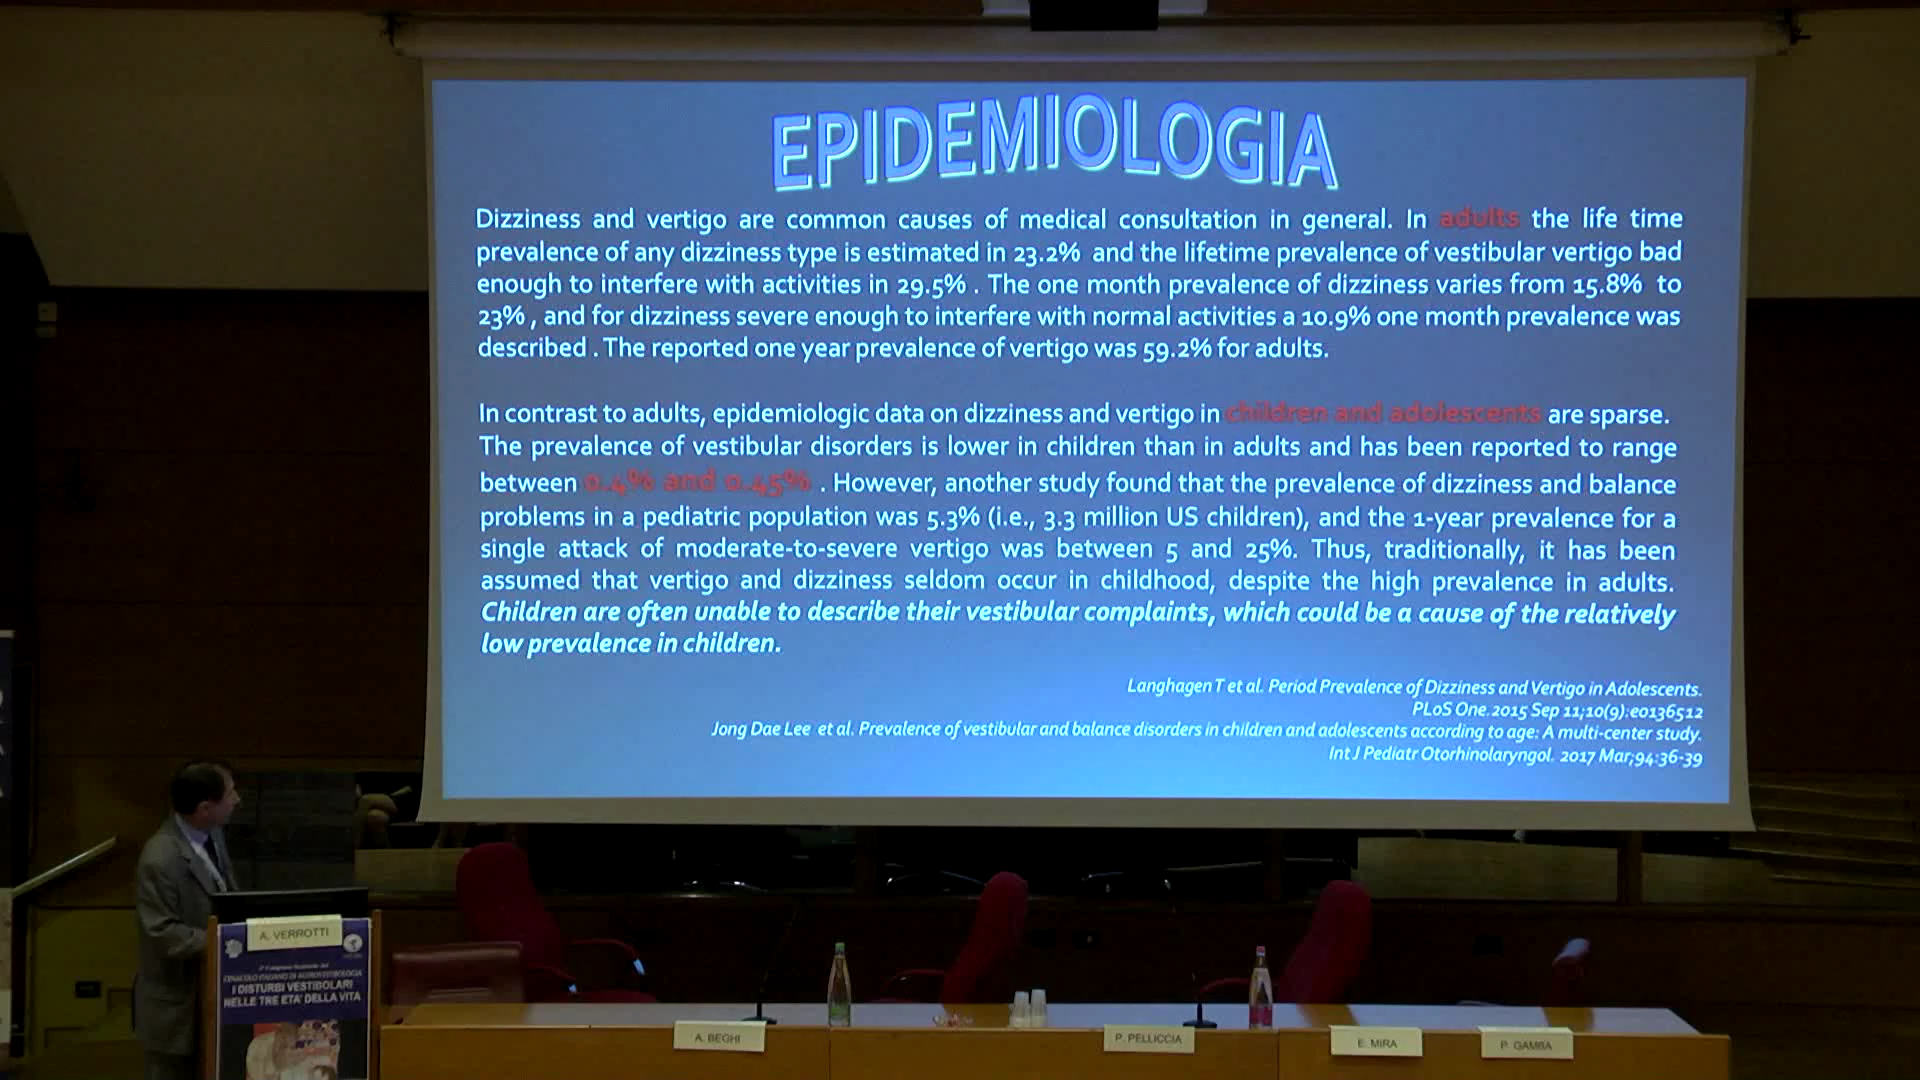 EPIDEMIOLOGIA
Dizziness and vertigo are common causes of medical consultation in general. In adults the life time
prevalence of any dizziness type is estimated in 23.2% and the lifetime prevalence of vestibular vertigo bad
enough to interfere with activities in 29.5% . The one month prevalence of dizziness varies from 15.8% to
23% , and for dizziness severe enough to interfere with normal activities a 10.9% one month prevalence was
described . The reported one year prevalence of vertigo was 59.2% for adults.
In contrast to adults, epidemiologic data on dizziness and vertigo in children and adolescents are sparse.
The prevalence of vestibular disorders is lower in children than in adults and has been reported to range
between 0.4% and 0.45% . However, another study found that the prevalence of dizziness and balance
problems in a pediatric population was 5.3% (i.e., 3.3 million US children), and the 1-year prevalence for a
single attack of moderate-to-severe vertigo was between 5 and 25%. Thus, traditionally, it has been
assumed that vertigo and dizziness seldom occur in childhood, despite the high prevalence in adults.
Children are often unable to describe their vestibular complaints, which could be a cause of the relatively
low prevalence in children.
Langhagen T et al. Period Prevalence of Dizziness and Vertigo in Adolescents.
PLoS One. 2015 Sep 11;10(9):e0136512
Jong Dae Lee et al. Prevalence of vestibular and balance disorders in children and adolescents according to age: A multi-center study.
Int J Pediatr Otorhinolaryngol. 2017 Mar;94:36-39
A. VERROTTI
I DISTURBI VESTIBOLARI
NELLE TRE ETA' DELLA VITA
A. BEGHI
P. PELLICCIA
E. MIRA
P. GAMBA